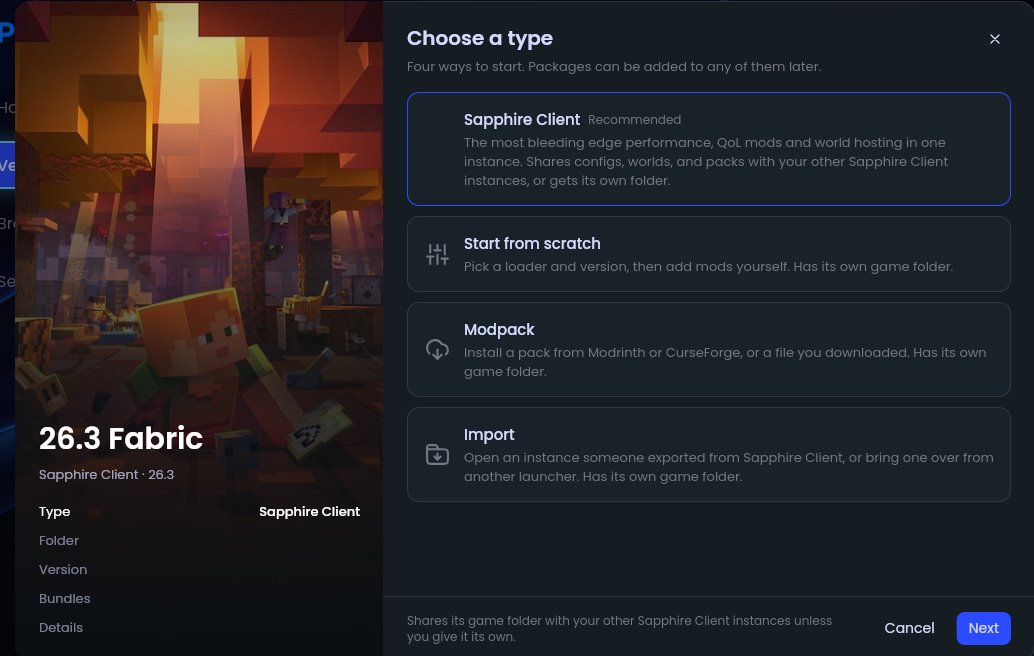 Choose a type
Four ways to start. Packages can be added to any of them later.
Sapphire Client Recommended
The most bleeding edge performance, QoL mods and world hosting in one
instance. Shares configs, worlds, and packs with your other Sapphire Client
instances, or gets its own folder.
Start from scratch
Pick a loader and version, then add mods yourself. Has its own game folder.
Modpack
Install a pack from Modrinth or CurseForge, or a file you downloaded. Has its own
game folder.
Import
Open an instance someone exported from Sapphire Client, or bring one over from
another launcher. Has its own game folder.
26.3 Fabric
Sapphire Client · 26.3
Type Sapphire Client
Folder
Version
Bundles
Details
Shares its game folder with your other Sapphire Client instances unless
you give it its own.
Cancel Next